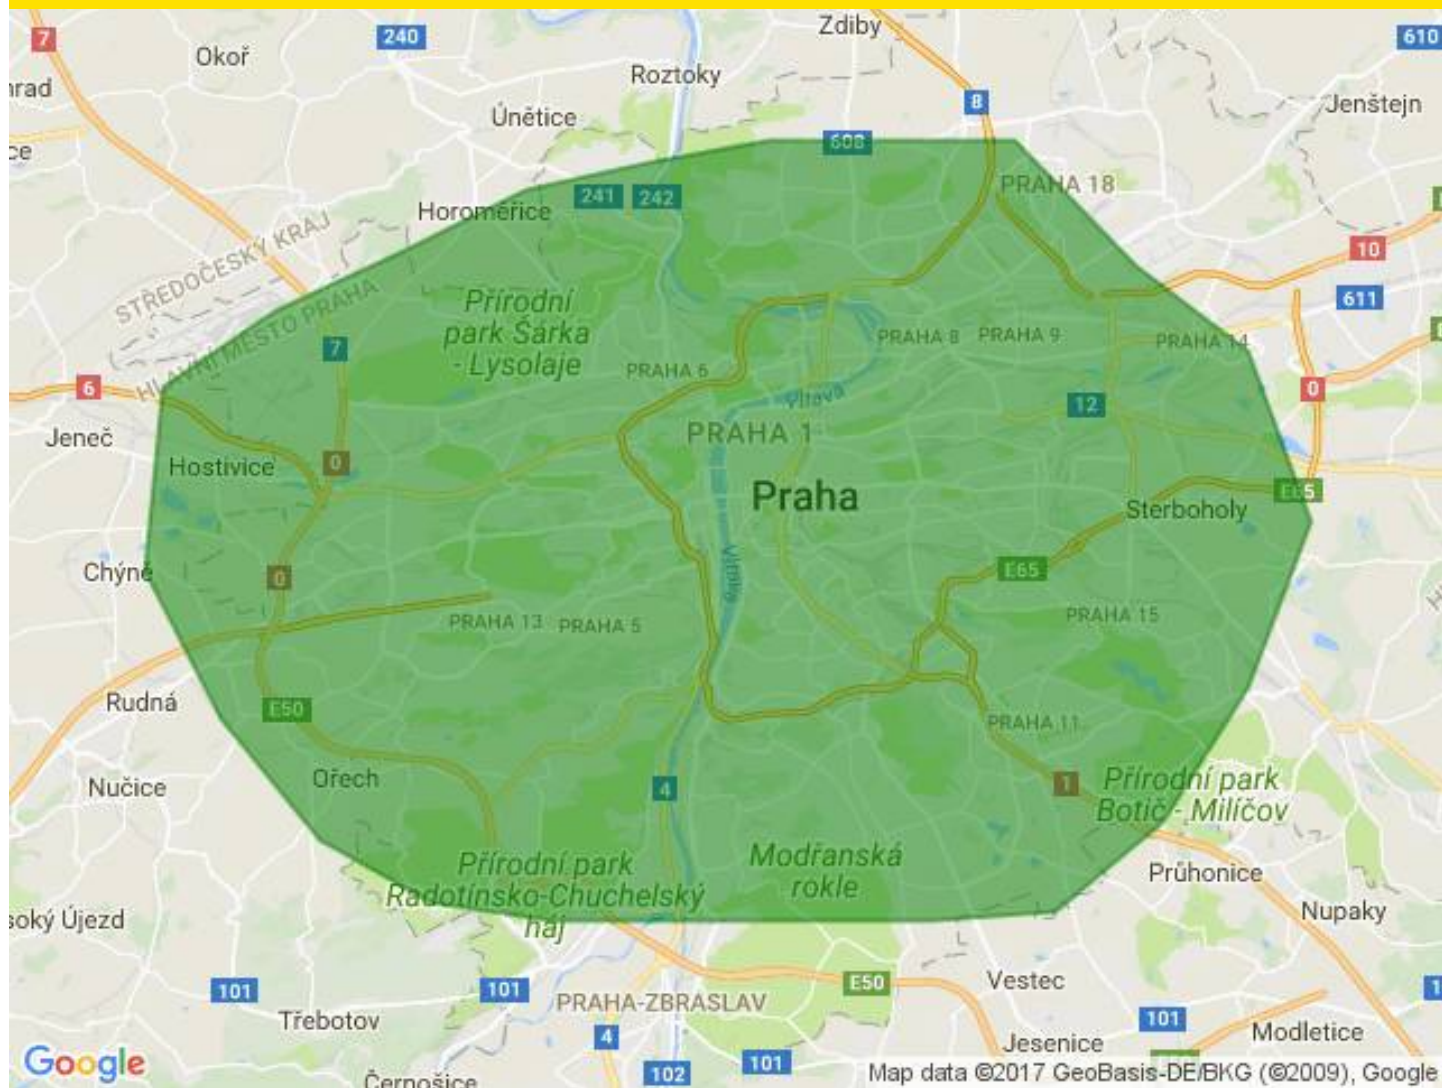 Zdiby
7
240
610
Okoř
Roztoky
8
Jenštejn
Únětice
608
PRAHA 18
241
242
Horoměřice
10
STŘEDOČESKÝ KRAJ
HLAVNÍ MĚSTO PRAHA
611
Přírodní
park Šárka
- Lysolaje
PRAHA 8
PRAHA 9
PRAHA 14
7
PRAHA 6
6
0
Vltava
12
Jeneč
PRAHA 1
Hostivice
0
Praha
Sterboholy
Chýně
0
E65
Vltava
PRAHA 13
PRAHA 5
PRAHA 15
Rudná
E50
PRAHA 11
Ořech
Nučice
4
1
Přírodní park
Botič - Milíčov
Přírodní park
Radotínsko-Chuchelský
háj
Modřanská
rokle
Průhonice
soký Újezd
Nupaky
101
101
E50
Vestec
PRAHA-ZBRASLAV
Třebotov
4
101
Modletice
Jesenice
Google
102
101
Map data ©2017 GeoBasis-DE/BKG (©2009), Google
Černošice